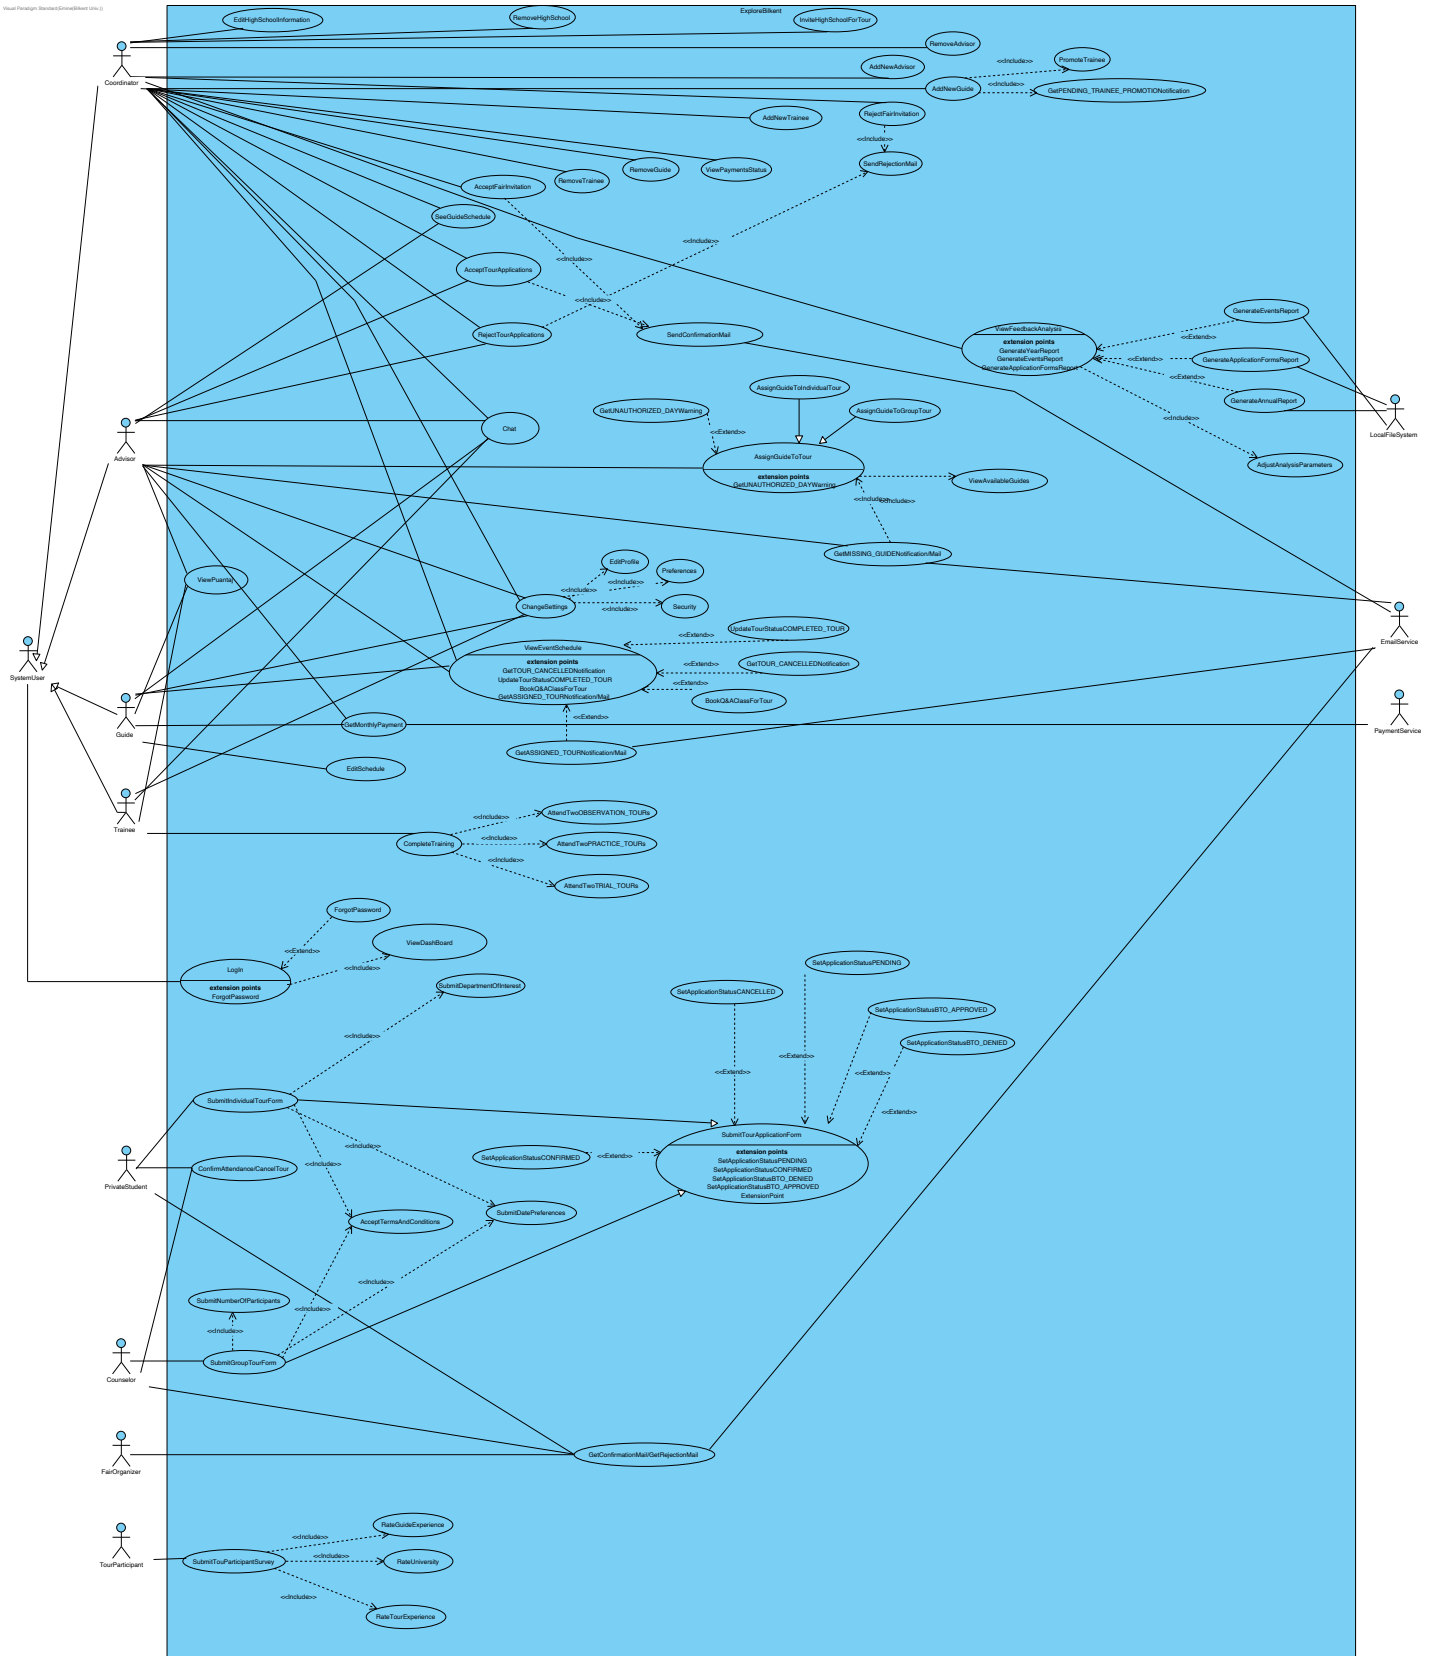 Visual Paradigm Standard(Emine(Bilkent Univ.))
ExploreBilkent
EditHighSchoolInformation
RemoveHighSchool
InviteHighSchoolForTour
RemoveAdvisor
Coordinator
AddNewAdvisor
<<Include>>
PromoteTrainee
AddNewGuide
<<Include>>
GetPENDING_TRAINEE_PROMOTIONotification
AddNewTrainee
RejectFairInvitation
<<Include>>
SendRejectionMail
RemoveGuide
ViewPaymentsStatus
RemoveTrainee
AcceptFairInvitation
SeeGuideSchedule
<<Include>>
<<Include>>
AcceptTourApplications
<<Include>>
RejectTourApplications
SendConfirmationMail
GenerateEventsReport
ViewFeedbackAnalysis
extension points
GenerateYearReport
GenerateEventsReport
GenerateApplicationFormsReport
<<Extend>>
<<Extend>>
GenerateApplicationFormsReport
<<Extend>>
GenerateAnnualReport
<<Include>>
LocalFileSystem
AdjustAnalysisParameters
AssignGuideToIndividualTour
GetUNAUTHORIZED_DAYWarning
AssignGuideToGroupTour
<<Extend>>
Chat
Advisor
AssignGuideToTour
extension points
GetUNAUTHORIZED_DAYWarning
ViewAvailableGuides
<<Include>>
<<Include>>
GetMISSING_GUIDENotification/Mail
EditProfile
Preferences
ViewPuantaj
<<Include>>
<<Include>>
ChangeSettings
<<Include>>
Security
EmailService
UpdateTourStatusCOMPLETED_TOUR
<<Extend>>
ViewEventSchedule
extension points
GetTOUR_CANCELLEDNotification
UpdateTourStatusCOMPLETED_TOUR
BookQ&AClassForTour
GetASSIGNED_TOURNotification/Mail
<<Extend>>
GetTOUR_CANCELLEDNotification
<<Extend>>
BookQ&AClassForTour
SystemUser
<<Extend>>
Guide
GetMonthlyPayment
PaymentService
GetASSIGNED_TOURNotification/Mail
EditSchedule
Trainee
<<Include>>
AttendTwoOBSERVATION_TOURs
CompleteTraining
<<Include>>
AttendTwoPRACTICE_TOURs
<<Include>>
AttendTwoTRIAL_TOURs
ForgotPassword
ViewDashBoard
<<Extend>>
<<Include>>
LogIn
extension points
ForgotPassword
SubmitDepartmentOfInterest
SetApplicationStatusPENDING
SetApplicationStatusCANCELLED
SetApplicationStatusBTO_APPROVED
<<Include>>
SetApplicationStatusBTO_DENIED
<<Extend>>
<<Extend>>
<<Extend>>
SubmitIndividualTourForm
<<Extend>>
SubmitTourApplicationForm
extension points
SetApplicationStatusPENDING
SetApplicationStatusCONFIRMED
SetApplicationStatusBTO_DENIED
SetApplicationStatusBTO_APPROVED
ExtensionPoint
<<Include>>
SetApplicationStatusCONFIRMED
<<Extend>>
<<Include>>
ConfirmAttendance/CancelTour
PrivateStudent
SubmitDatePreferences
AcceptTermsAndConditions
<<Include>>
SubmitNumberOfParticipants
<<Include>>
<<Include>>
SubmitGroupTourForm
Counselor
GetConfirmationMail/GetRejectionMail
FairOrganizer
RateGuideExperience
<<Include>>
SubmitTouParticipantSurvey
<<Include>>
RateUniversity
TourParticipant
<<Include>>
RateTourExperience